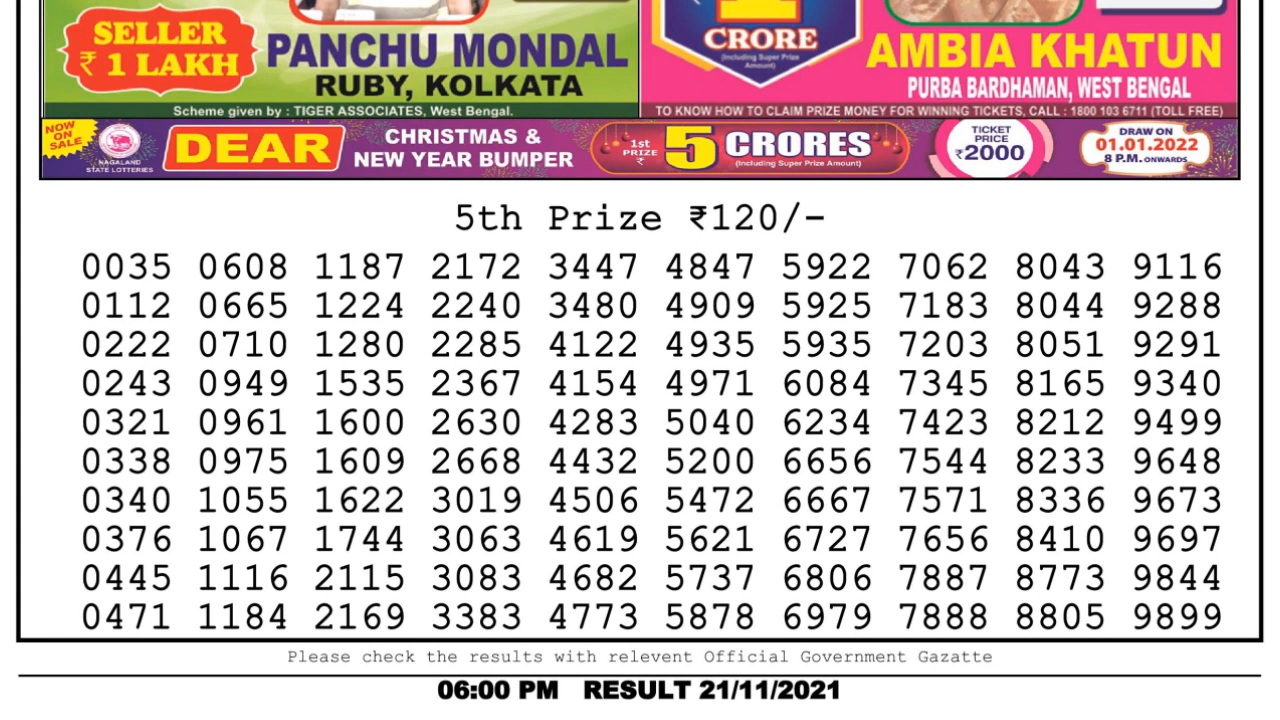 SELLER
₹ 1 LAKH
PANCHU MONDAL
RUBY, KOLKATA
Scheme given by : TIGER ASSOCIATES, West Bengal.
1
CRORE
(Including Super Prize
Amount)
AMBIA KHATUN
PURBA BARDHAMAN, WEST BENGAL
TO KNOW HOW TO CLAIM PRIZE MONEY FOR WINNING TICKETS, CALL : 1800 103 6711 (TOLL FREE)
NOW
ON
SALE
NAGALAND
STATE LOTTERIES
DEAR
CHRISTMAS &
NEW YEAR BUMPER
1st
PRIZE
₹
5
CRORES
(Including Super Prize Amount)
TICKET
PRICE
₹2000
DRAW ON
01.01.2022
8 P.M. ONWARDS
5th Prize ₹120/-
0035 0608 1187 2172 3447 4847 5922 7062 8043 9116
0112 0665 1224 2240 3480 4909 5925 7183 8044 9288
0222 0710 1280 2285 4122 4935 5935 7203 8051 9291
0243 0949 1535 2367 4154 4971 6084 7345 8165 9340
0321 0961 1600 2630 4283 5040 6234 7423 8212 9499
0338 0975 1609 2668 4432 5200 6656 7544 8233 9648
0340 1055 1622 3019 4506 5472 6667 7571 8336 9673
0376 1067 1744 3063 4619 5621 6727 7656 8410 9697
0445 1116 2115 3083 4682 5737 6806 7887 8773 9844
0471 1184 2169 3383 4773 5878 6979 7888 8805 9899
Please check the results with relevent Official Government Gazatte
06:00 PM RESULT 21/11/2021